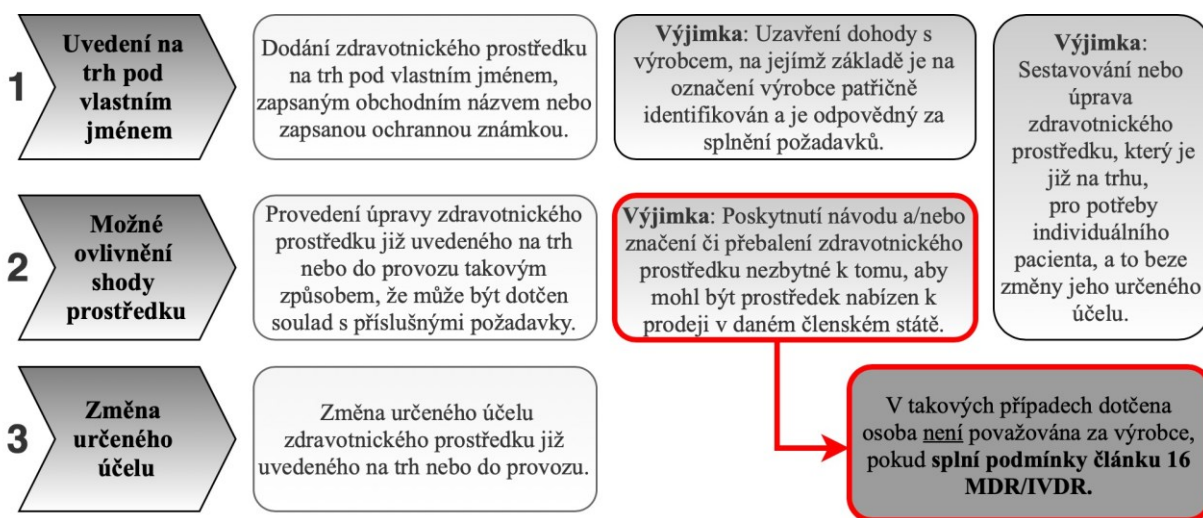 1
Uvedení na
trh pod
vlastním
jménem
Dodání zdravotnického prostředku
na trh pod vlastním jménem,
zapsaným obchodním názvem nebo
zapsanou ochrannou známkou.
Výjimka: Uzavření dohody s
výrobcem, na jejímž základě je na
označení výrobce patřičně
identifikován a je odpovědný za
splnění požadavků.
Výjimka:
Sestavování nebo
úprava
zdravotnického
prostředku, který je
již na trhu,
pro potřeby
individuálního
pacienta, a to beze
změny jeho určeného
účelu.
2
Možné
ovlivnění
shody
prostředku
Provedení úpravy zdravotnického
prostředku již uvedeného na trh
nebo do provozu takovým
způsobem, že může být dotčen
soulad s příslušnými požadavky.
Výjimka: Poskytnutí návodu a/nebo
značení či přebalení zdravotnického
prostředku nezbytné k tomu, aby
mohl být prostředek nabízen k
prodeji v daném členském státě.
3
Změna
určeného
účelu
Změna určeného účelu
zdravotnického prostředku již
uvedeného na trh nebo do provozu.
V takových případech dotčena
osoba není považována za výrobce,
pokud splní podmínky článku 16
MDR/IVDR.